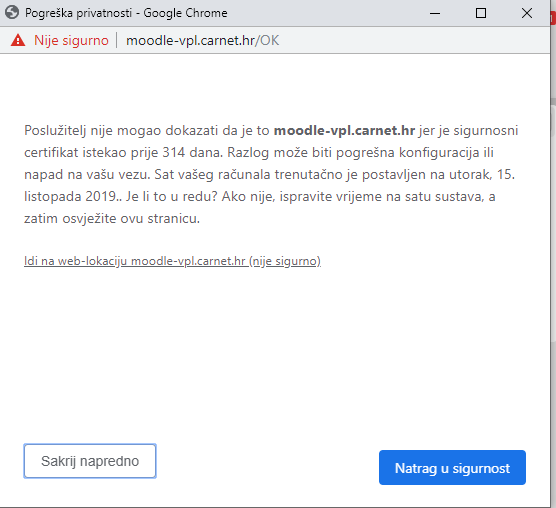 Pogreška privatnosti - Google Chrome
Nije sigurno | moodle-vpl.carnet.hr/OK
Poslužitelj nije mogao dokazati da je to moodle-vpl.carnet.hr jer je sigurnosni
certifikat istekao prije 314 dana. Razlog može biti pogrešna konfiguracija ili
napad na vašu vezu. Sat vašeg računala trenutačno je postavljen na utorak, 15.
listopada 2019.. Je li to u redu? Ako nije, ispravite vrijeme na satu sustava, a
zatim osvježite ovu stranicu.
Idi na web-lokaciju moodle-vpl.carnet.hr (nije sigurno)
Sakrij napredno
Natrag u sigurnost